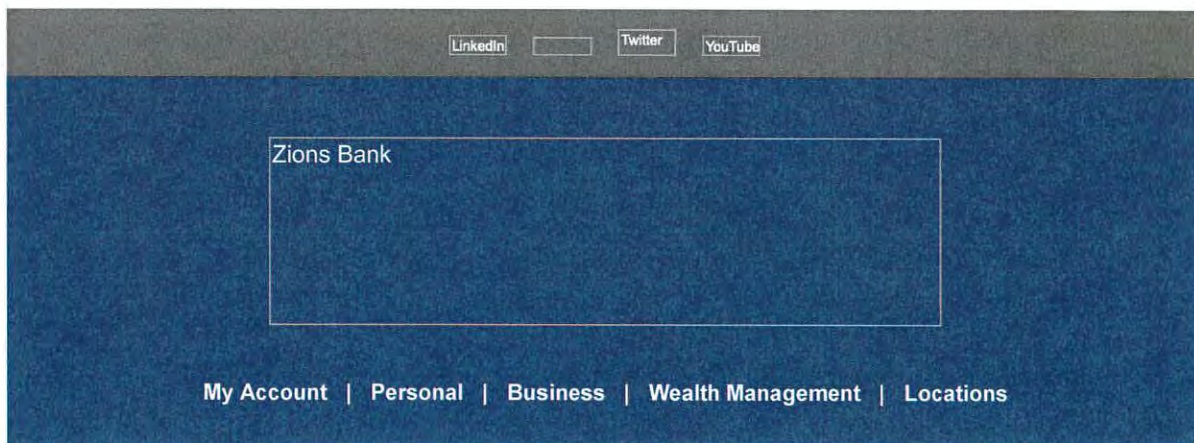 LinkedIn Twitter YouTube
Zions Bank
My Account | Personal | Business | Wealth Management | Locations